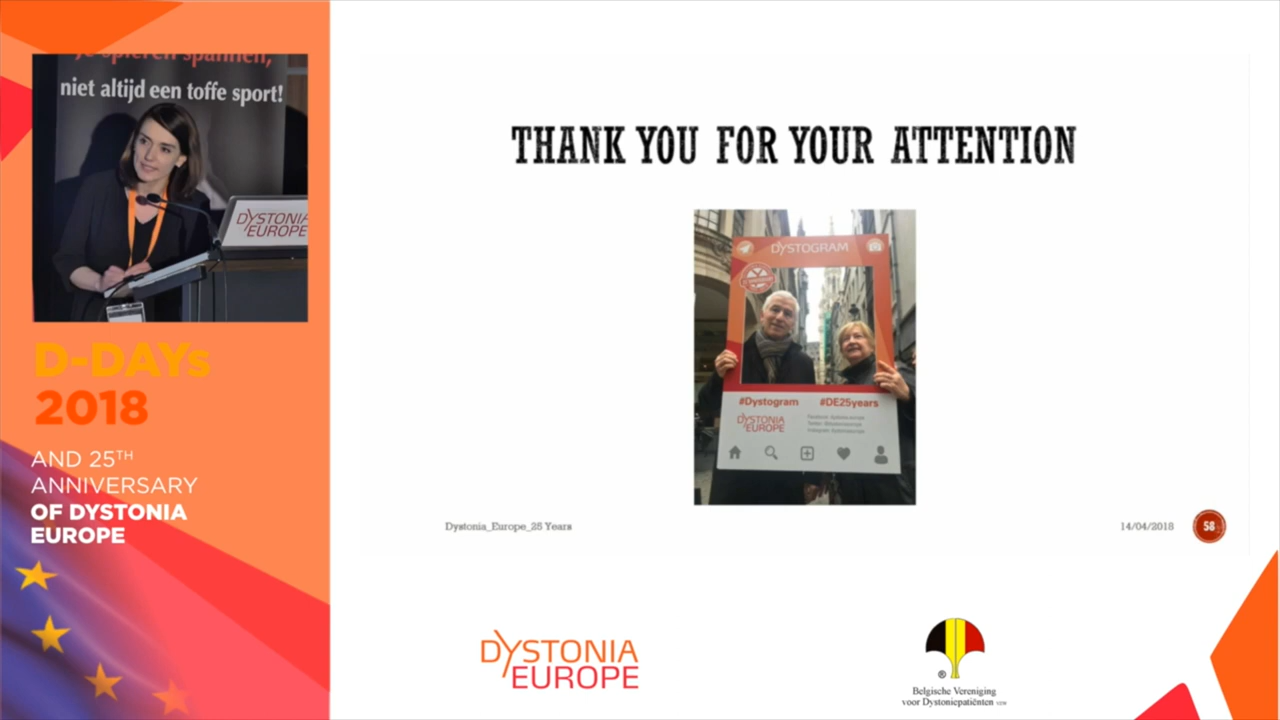 spieren spannen,
niet altijd een toffe sport!
DYSTONIA
EUROPE
D-DAYs
2018
AND 25TH
ANNIVERSARY
OF DYSTONIA
EUROPE
THANK YOU FOR YOUR ATTENTION
DYSTOGRAM
#Dystogram #DE25years
DYSTONIA
EUROPE
Dystonia_Europe_25 Years
14/04/2018
58
DYSTONIA
EUROPE
®
Belgische Vereniging
voor Dystoniepatiënten vzw